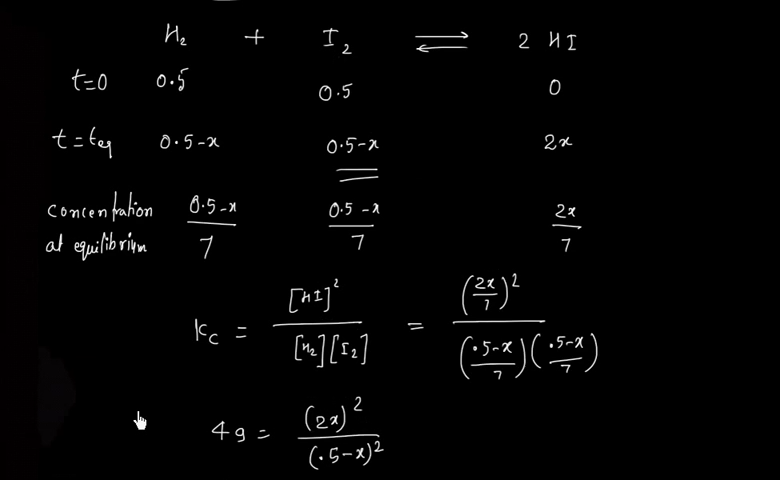 H₂ + I₂ ⇌ 2 HI
t=0 0.5 0.5 0
t=teq 0.5-x 0.5-x 2x
concentration at equilibrium (0.5-x)/7 (0.5-x)/7 2x/7
Kc = [HI]²/[H₂][I₂] = (2x/7)²/(.5-x/7)(.5-x/7)
49 = (2x)²/(.5-x)²